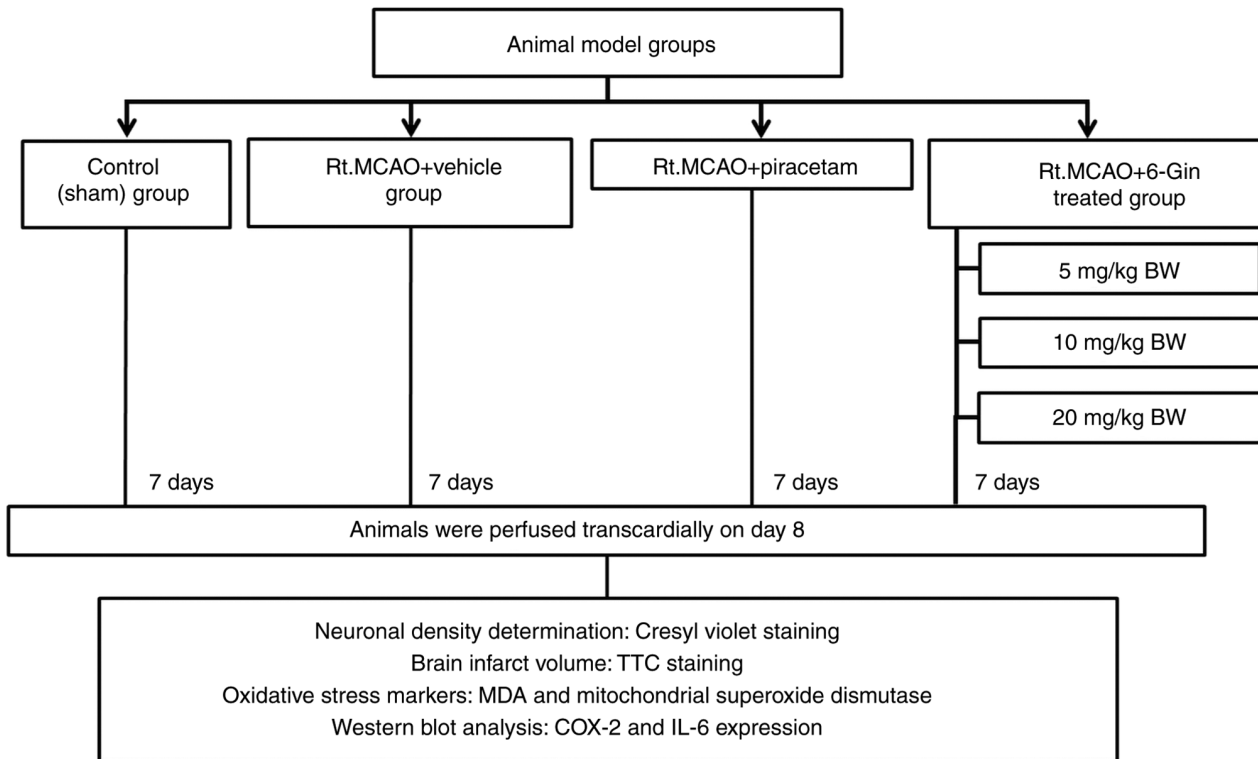 Animal model groups
Control
(sham) group
Rt.MCAO+vehicle
group
Rt.MCAO+piracetam
Rt.MCAO+6-Gin
treated group
5 mg/kg BW
10 mg/kg BW
20 mg/kg BW
7 days
7 days
7 days
7 days
Animals were perfused transcardially on day 8
Neuronal density determination: Cresyl violet staining
Brain infarct volume: TTC staining
Oxidative stress markers: MDA and mitochondrial superoxide dismutase
Western blot analysis: COX-2 and IL-6 expression